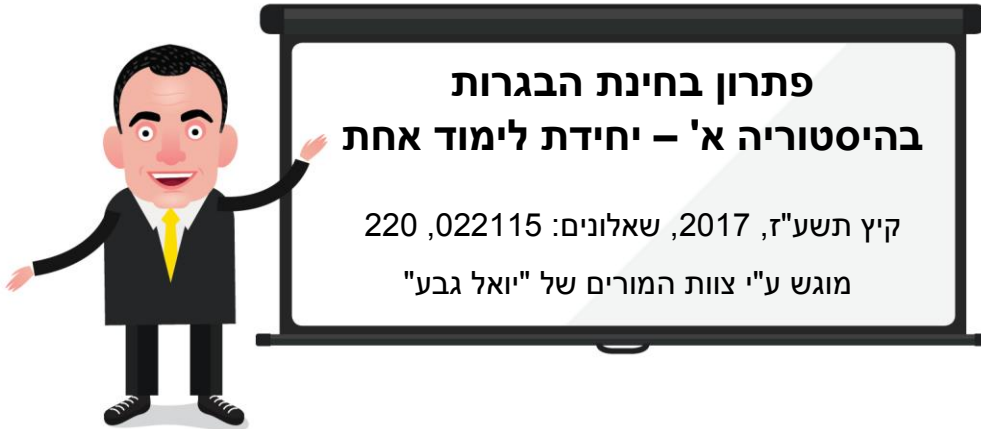 פתרון בחינת הבגרות
בהיסטוריה א' – יחידת לימוד אחת
קיץ תשע"ז, 2017, שאלונים: 022115, 220
מוגש ע"י צוות המורים של "יואל גבע"